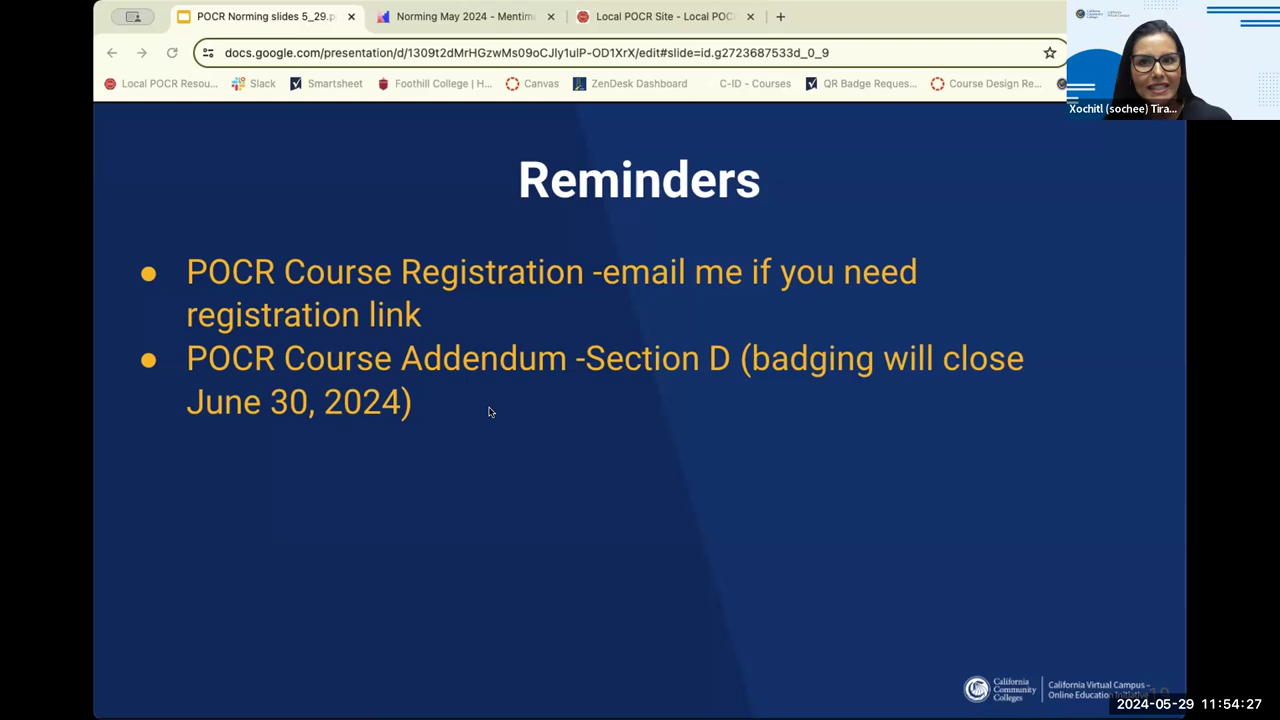 POCR Norming slides 5_29.p
Norming May 2024 - Mentim
Local POCR Site - Local POC
docs.google.com/presentation/d/1309t2dMrHGzwMs09oCJly1ulP-OD1XrX/edit#slide=id.g2723687533d_0_9
Local POCR Resou...
Slack
Smartsheet
Foothill College | H...
Canvas
ZenDesk Dashboard
C-ID - Courses
QR Badge Reques...
Course Design Re...
Xochitl (sochee) Tira...
Reminders
● POCR Course Registration -email me if you need
registration link
● POCR Course Addendum -Section D (badging will close
June 30, 2024)
California
Community
Colleges
California Virtual Campus –
Online Education Initiative
2024-05-29 11:54:27